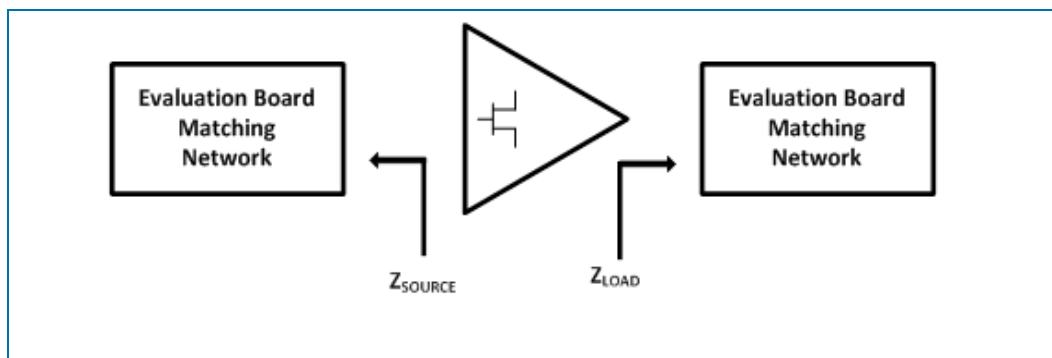 Evaluation Board
Matching
Network
Evaluation Board
Matching
Network
ZSOURCE
ZLOAD